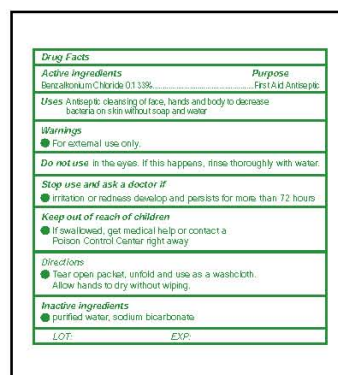 Drug Facts
Active ingredients Purpose
Benzalkonium Chloride 0.133%..................................................First Aid Antiseptic
Uses Antiseptic cleansing of face, hands and body to decrease
bacteria on skin without soap and water
Warnings
For external use only.
Do not use in the eyes. If this happens, rinse thoroughly with water.
Stop use and ask a doctor if
irritation or redness develop and persists for more than 72 hours
Keep out of reach of children
If swallowed, get medical help or contact a
Poison Control Center right away
Directions
Tear open packet, unfold and use as a washcloth.
Allow hands to dry without wiping.
Inactive ingredients
purified water, sodium bicarbonate
LOT: EXP: